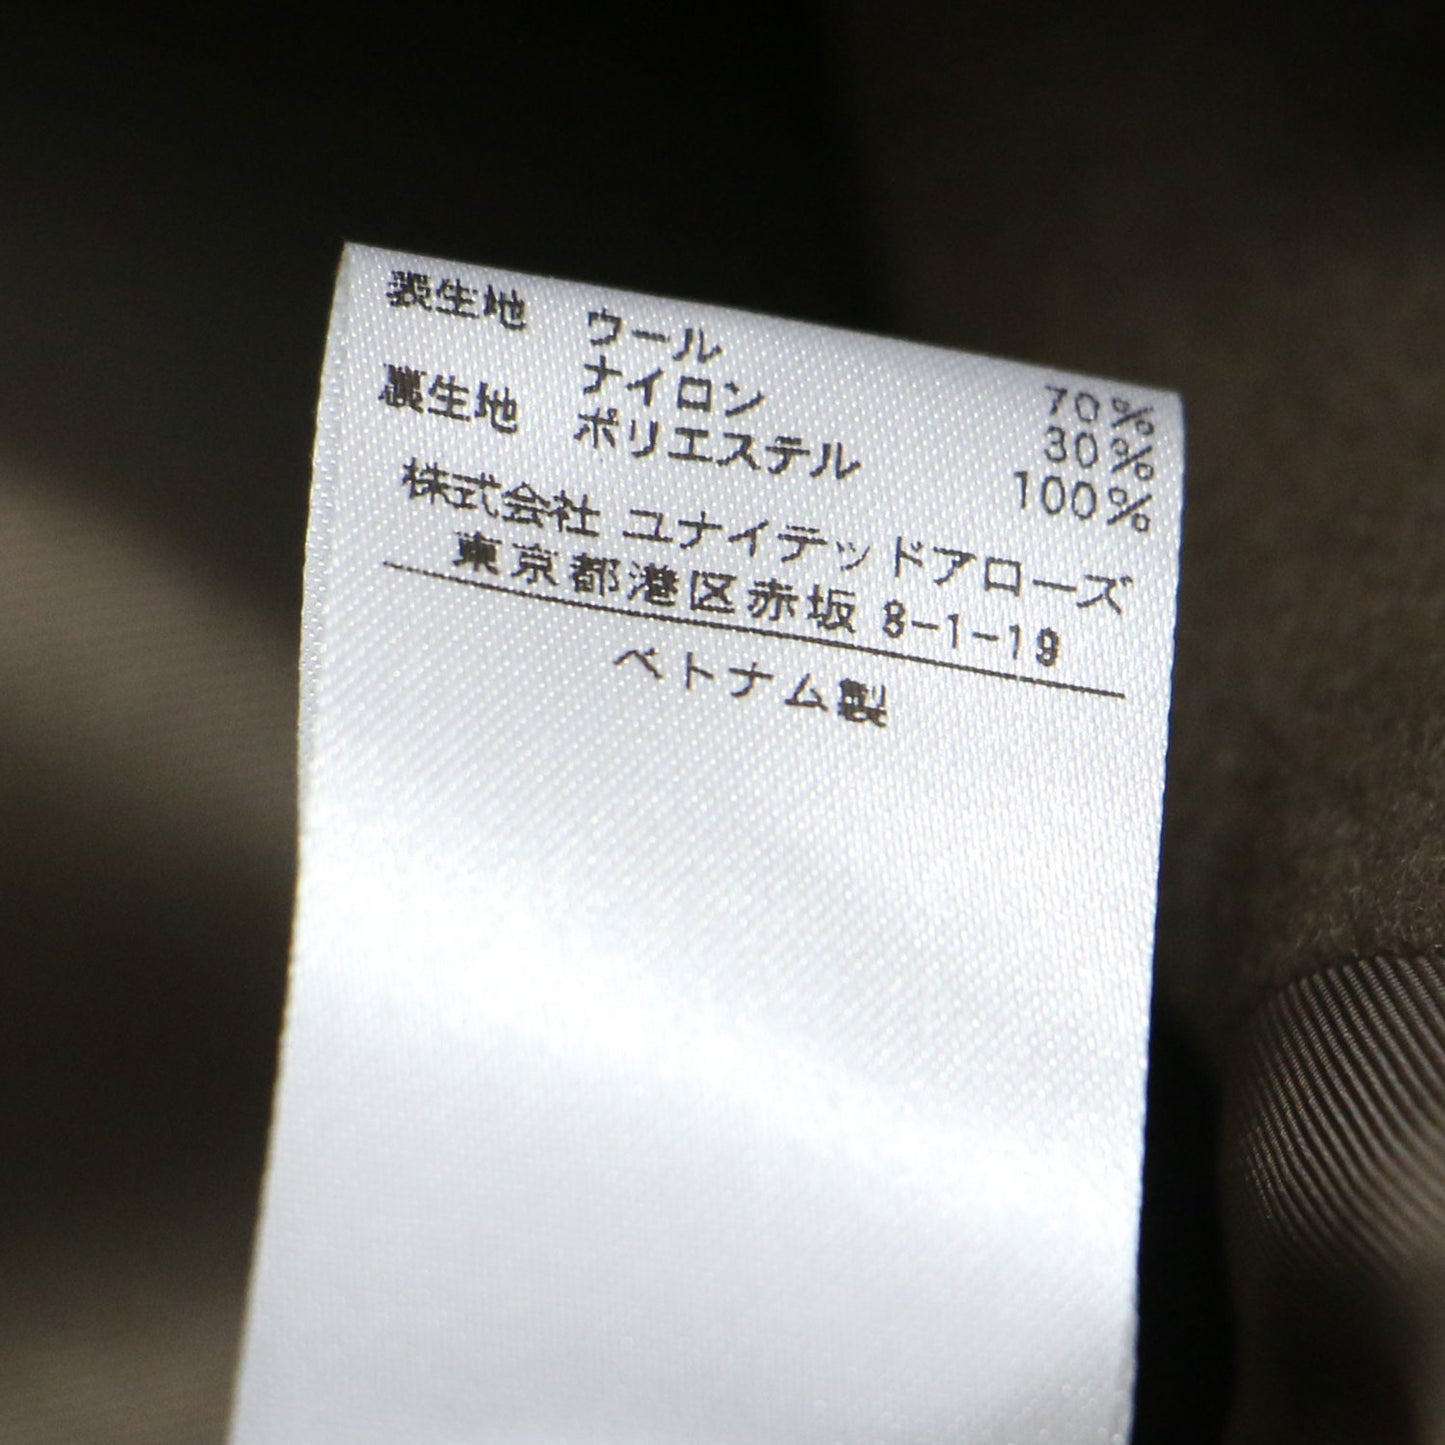 表生地 ウール 70%
ナイロン 30%
裏生地 ポリエステル 100%
株式会社 ユナイテッドアローズ
東京都港区赤坂 8-1-19
ベトナム製